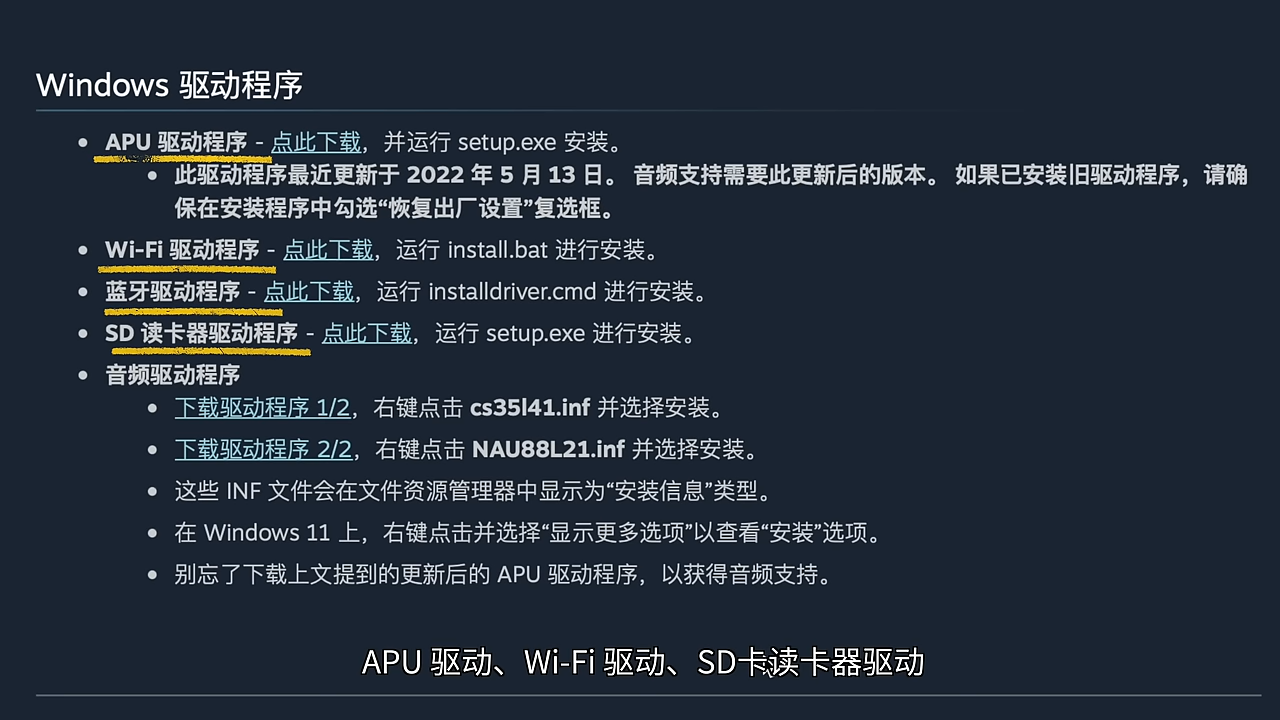 Windows 驱动程序
APU 驱动程序 - 点此下载，并运行 setup.exe 安装。
此驱动程序最近更新于 2022 年 5 月 13 日。 音频支持需要此更新后的版本。 如果已安装旧驱动程序，请确
保在安装程序中勾选“恢复出厂设置”复选框。
Wi-Fi 驱动程序 - 点此下载，运行 install.bat 进行安装。
蓝牙驱动程序 - 点此下载，运行 installdriver.cmd 进行安装。
SD 读卡器驱动程序 - 点此下载，运行 setup.exe 进行安装。
音频驱动程序
下载驱动程序 1/2，右键点击 cs35l41.inf 并选择安装。
下载驱动程序 2/2，右键点击 NAU88L21.inf 并选择安装。
这些 INF 文件会在文件资源管理器中显示为“安装信息”类型。
在 Windows 11 上，右键点击并选择“显示更多选项”以查看“安装”选项。
别忘了下载上文提到的更新后的 APU 驱动程序，以获得音频支持。
APU 驱动、Wi-Fi 驱动、SD卡读卡器驱动